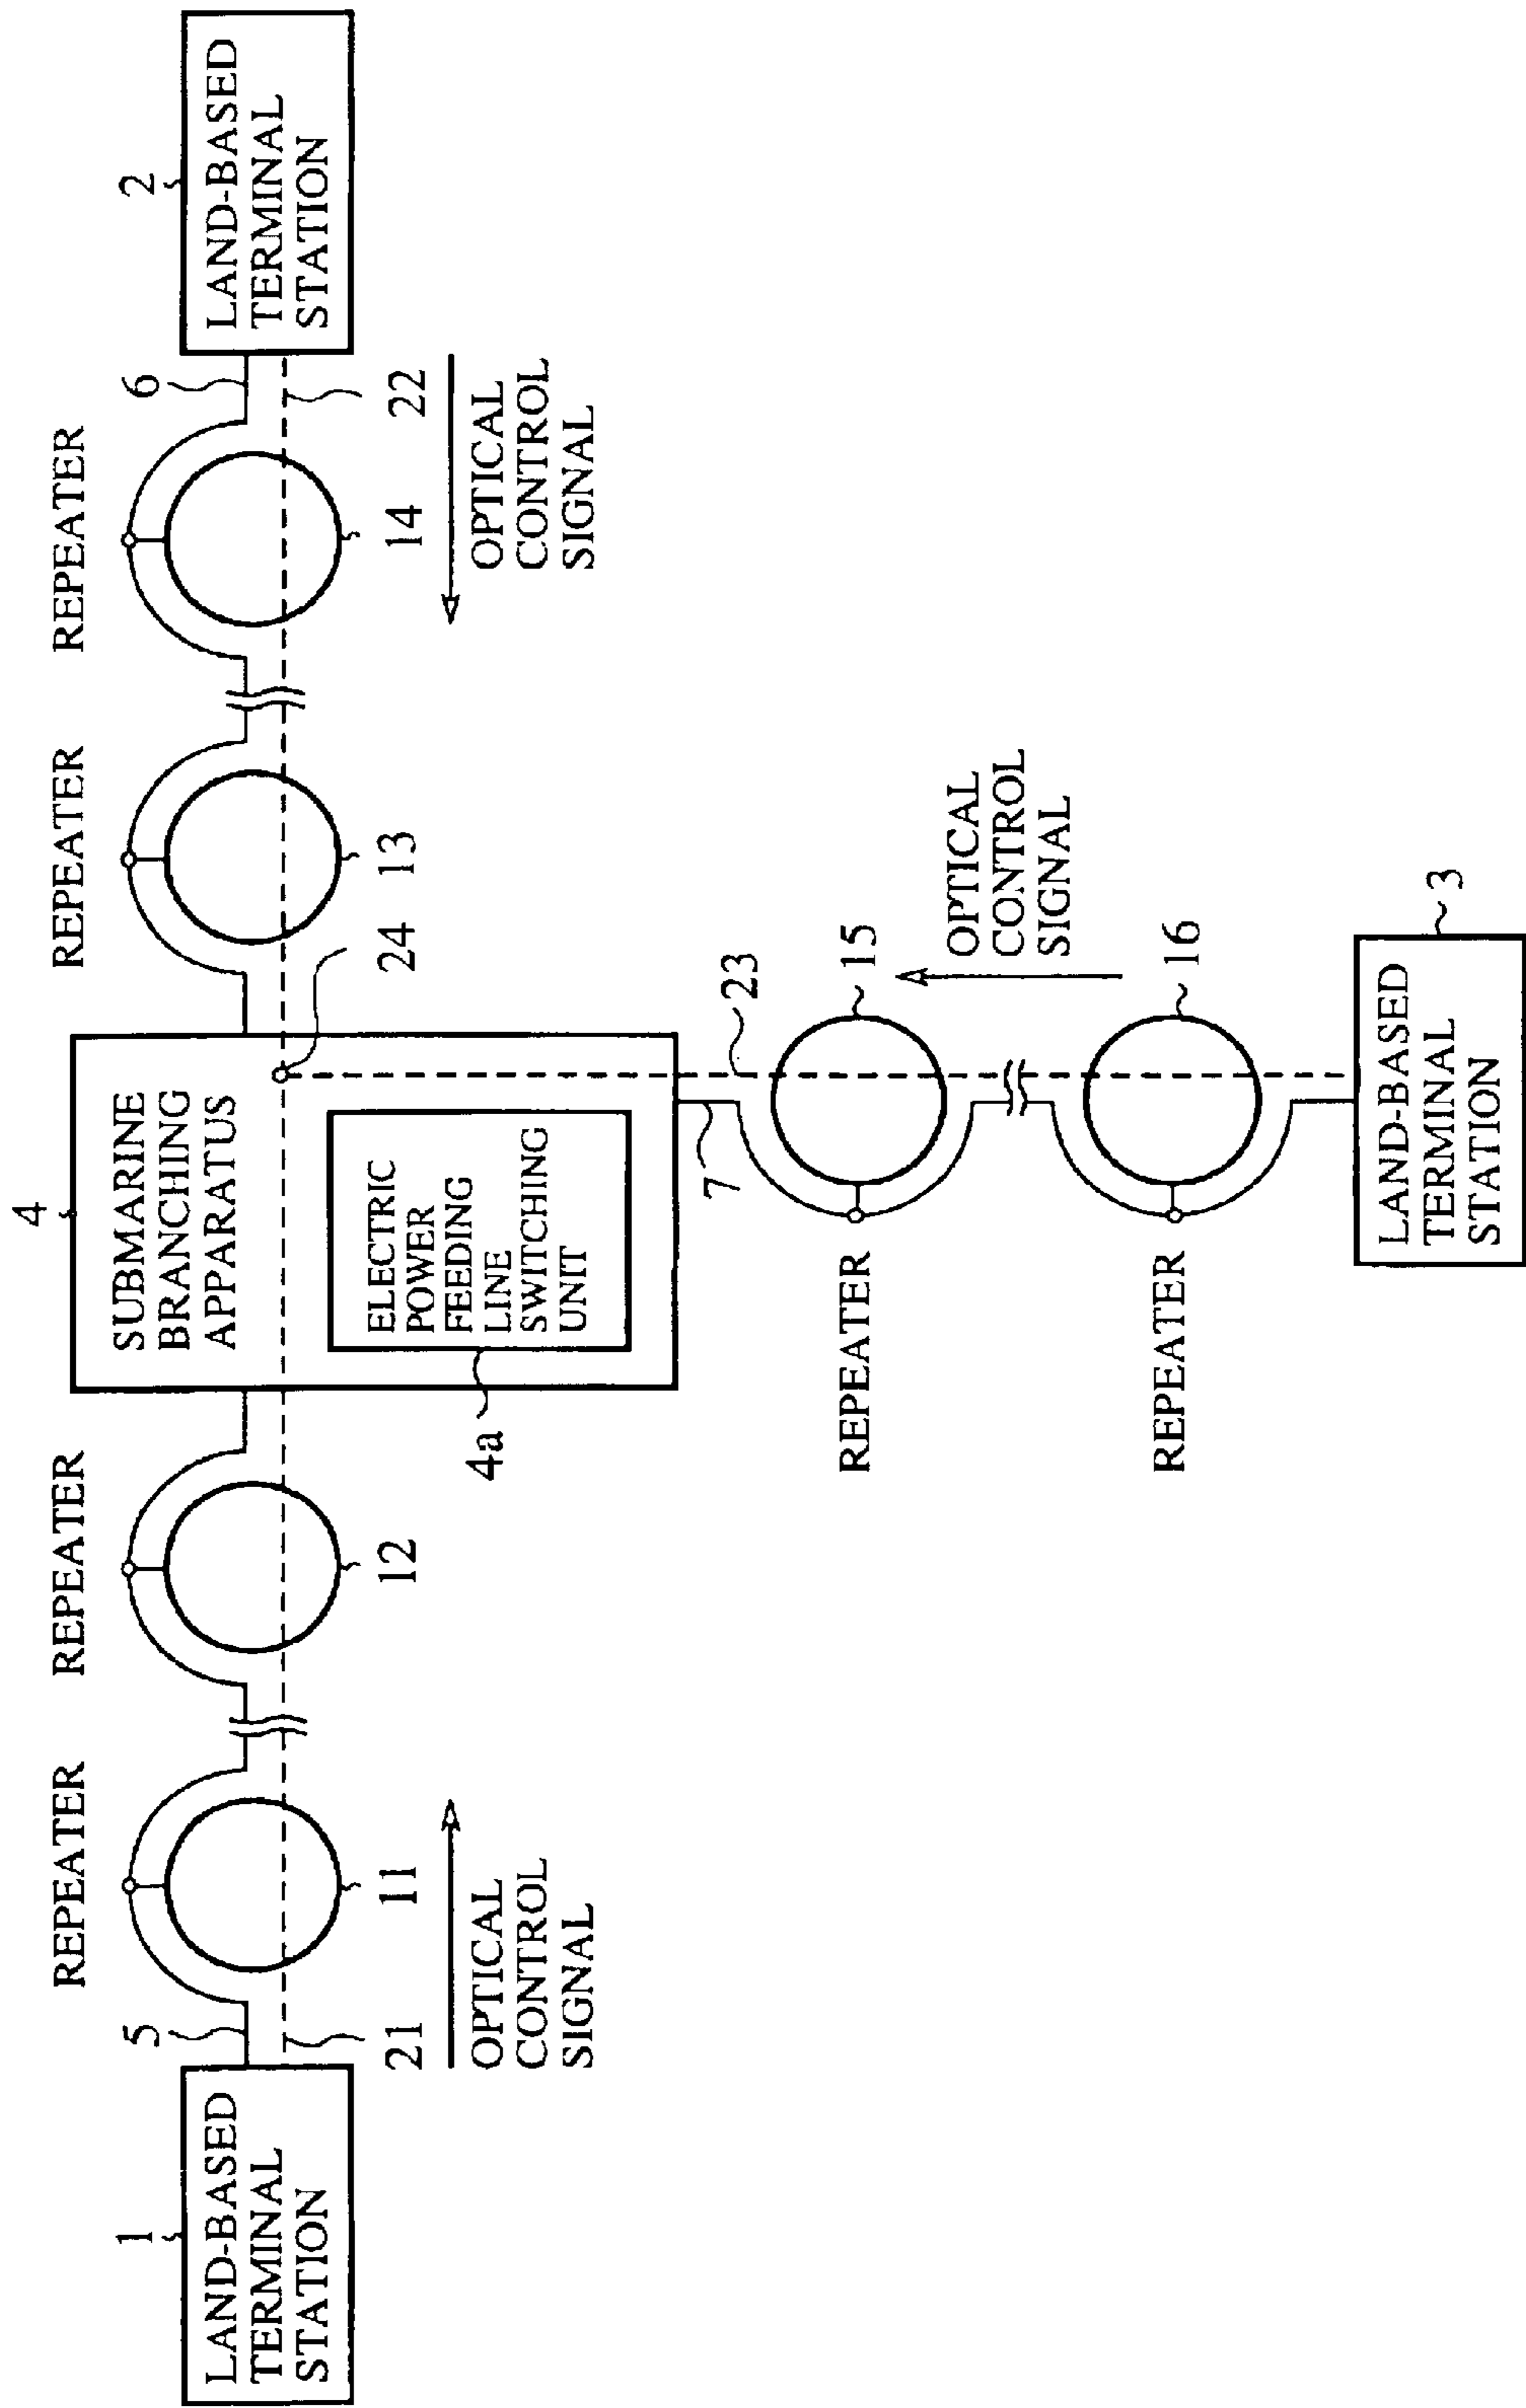 REPEATER
REPEATER
REPEATER
REPEATER
1
LAND-BASED
TERMINAL
STATION
5
21
11
OPTICAL
CONTROL
SIGNAL
12
4
SUBMARINE
BRANCHING
APPARATUS
4a
ELECTRIC
POWER
FEEDING
LINE
SWITCHING
UNIT
24
13
14
6
22
OPTICAL
CONTROL
SIGNAL
2
LAND-BASED
TERMINAL
STATION
7
23
REPEATER
15
OPTICAL
CONTROL
SIGNAL
REPEATER
16
LAND-BASED
TERMINAL
STATION
3